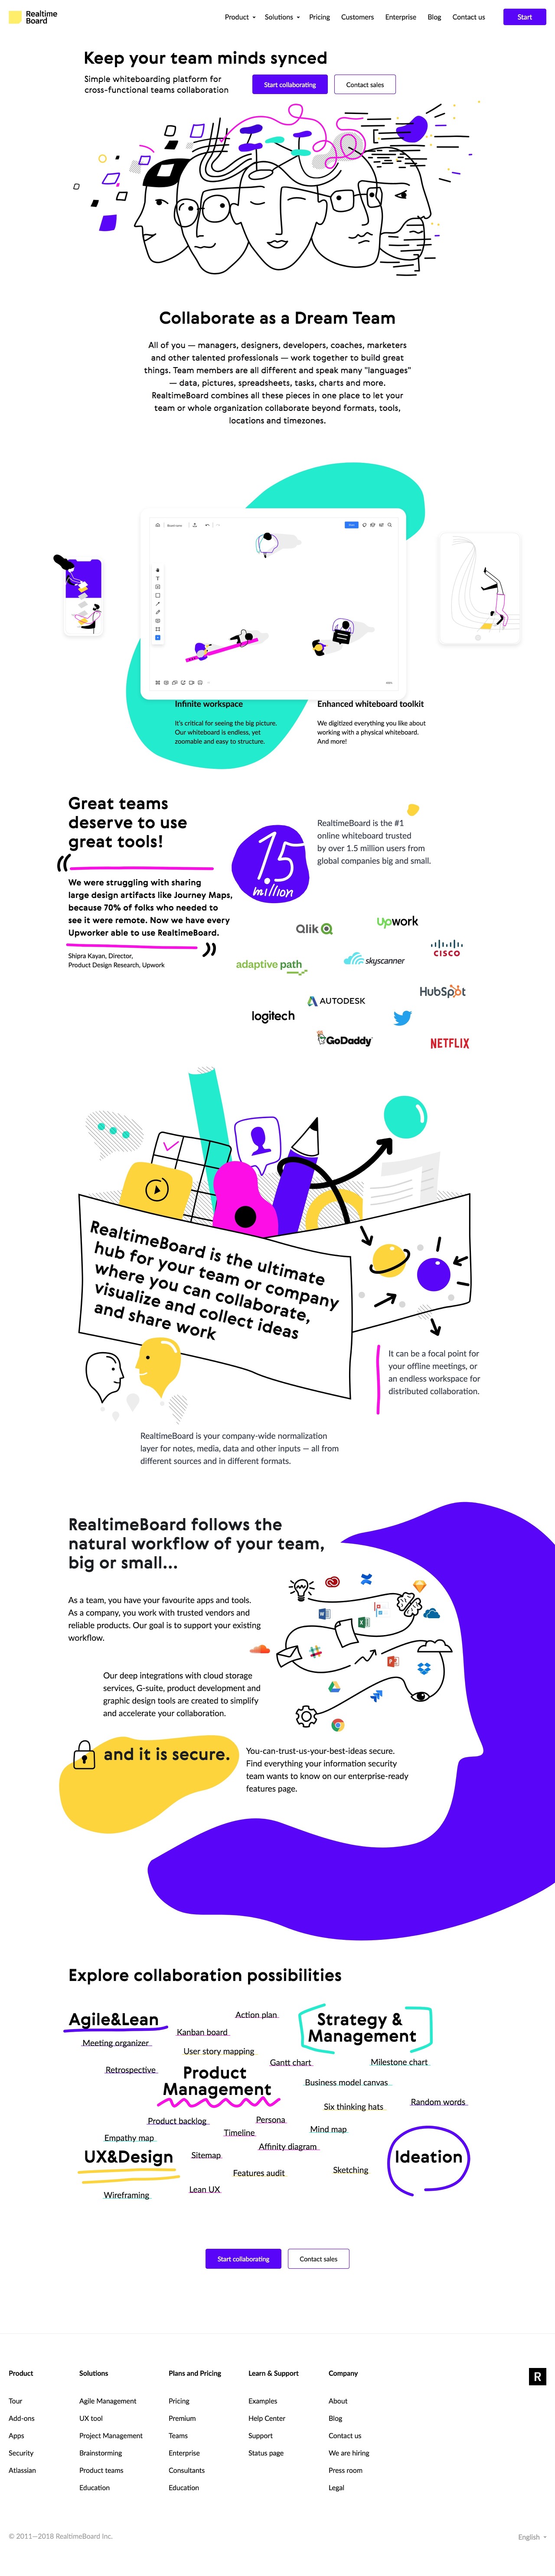 Realtime
Board
Product
Solutions
Pricing
Customers
Enterprise
Blog
Contact us
Start
Keep your team minds synced
Simple whiteboarding platform for
cross-functional teams collaboration
Start collaborating
Contact sales
Collaborate as a Dream Team
All of you — managers, designers, developers, coaches, marketers
and other talented professionals — work together to build great
things. Team members are all different and speak many "languages"
— data, pictures, spreadsheets, tasks, charts and more.
RealtimeBoard combines all these pieces in one place to let your
team or whole organization collaborate beyond formats, tools,
locations and timezones.
Infinite workspace
It's critical for seeing the big picture.
Our whiteboard is endless, yet
zoomable and easy to structure.
Enhanced whiteboard toolkit
We digitized everything you like about
working with a physical whiteboard.
And more!
Great teams
deserve to use
great tools!
We were struggling with sharing
large design artifacts like Journey Maps,
because 70% of folks who needed to
see it were remote. Now we have every
Upworker able to use RealtimeBoard.
Shipra Kayan, Director,
Product Design Research, Upwork
1.5
million
RealtimeBoard is the #1
online whiteboard trusted
by over 1.5 million users from
global companies big and small.
Qlik
Upwork
CISCO
adaptive path
skyscanner
HubSpot
AUTODESK
logitech
GoDaddy
NETFLIX
RealtimeBoard is the ultimate
hub for your team or company
where you can collaborate,
visualize and collect ideas
and share work
It can be a focal point for
your offline meetings, or
an endless workspace for
distributed collaboration.
RealtimeBoard is your company-wide normalization
layer for notes, media, data and other inputs — all from
different sources and in different formats.
RealtimeBoard follows the
natural workflow of your team,
big or small...
As a team, you have your favourite apps and tools.
As a company, you work with trusted vendors and
reliable products. Our goal is to support your existing
workflow.
Our deep integrations with cloud storage
services, G-suite, product development and
graphic design tools are created to simplify
and accelerate your collaboration.
and it is secure.
You-can-trust-us-your-best-ideas secure.
Find everything your information security
team wants to know on our enterprise-ready
features page.
Explore collaboration possibilities
Agile&Lean
Action plan
Strategy &
Management
Kanban board
Meeting organizer
User story mapping
Gantt chart
Milestone chart
Retrospective
Product
Management
Business model canvas
Random words
Six thinking hats
Product backlog
Persona
Mind map
Timeline
Empathy map
Affinity diagram
UX&Design
Sitemap
Ideation
Features audit
Sketching
Lean UX
Wireframing
Start collaborating
Contact sales
Product
Tour
Add-ons
Apps
Security
Atlassian
Solutions
Agile Management
UX tool
Project Management
Brainstorming
Product teams
Education
Plans and Pricing
Pricing
Premium
Teams
Enterprise
Consultants
Education
Learn & Support
Examples
Help Center
Support
Status page
Company
About
Blog
Contact us
We are hiring
Press room
Legal
R
© 2011—2018 RealtimeBoard Inc.
English